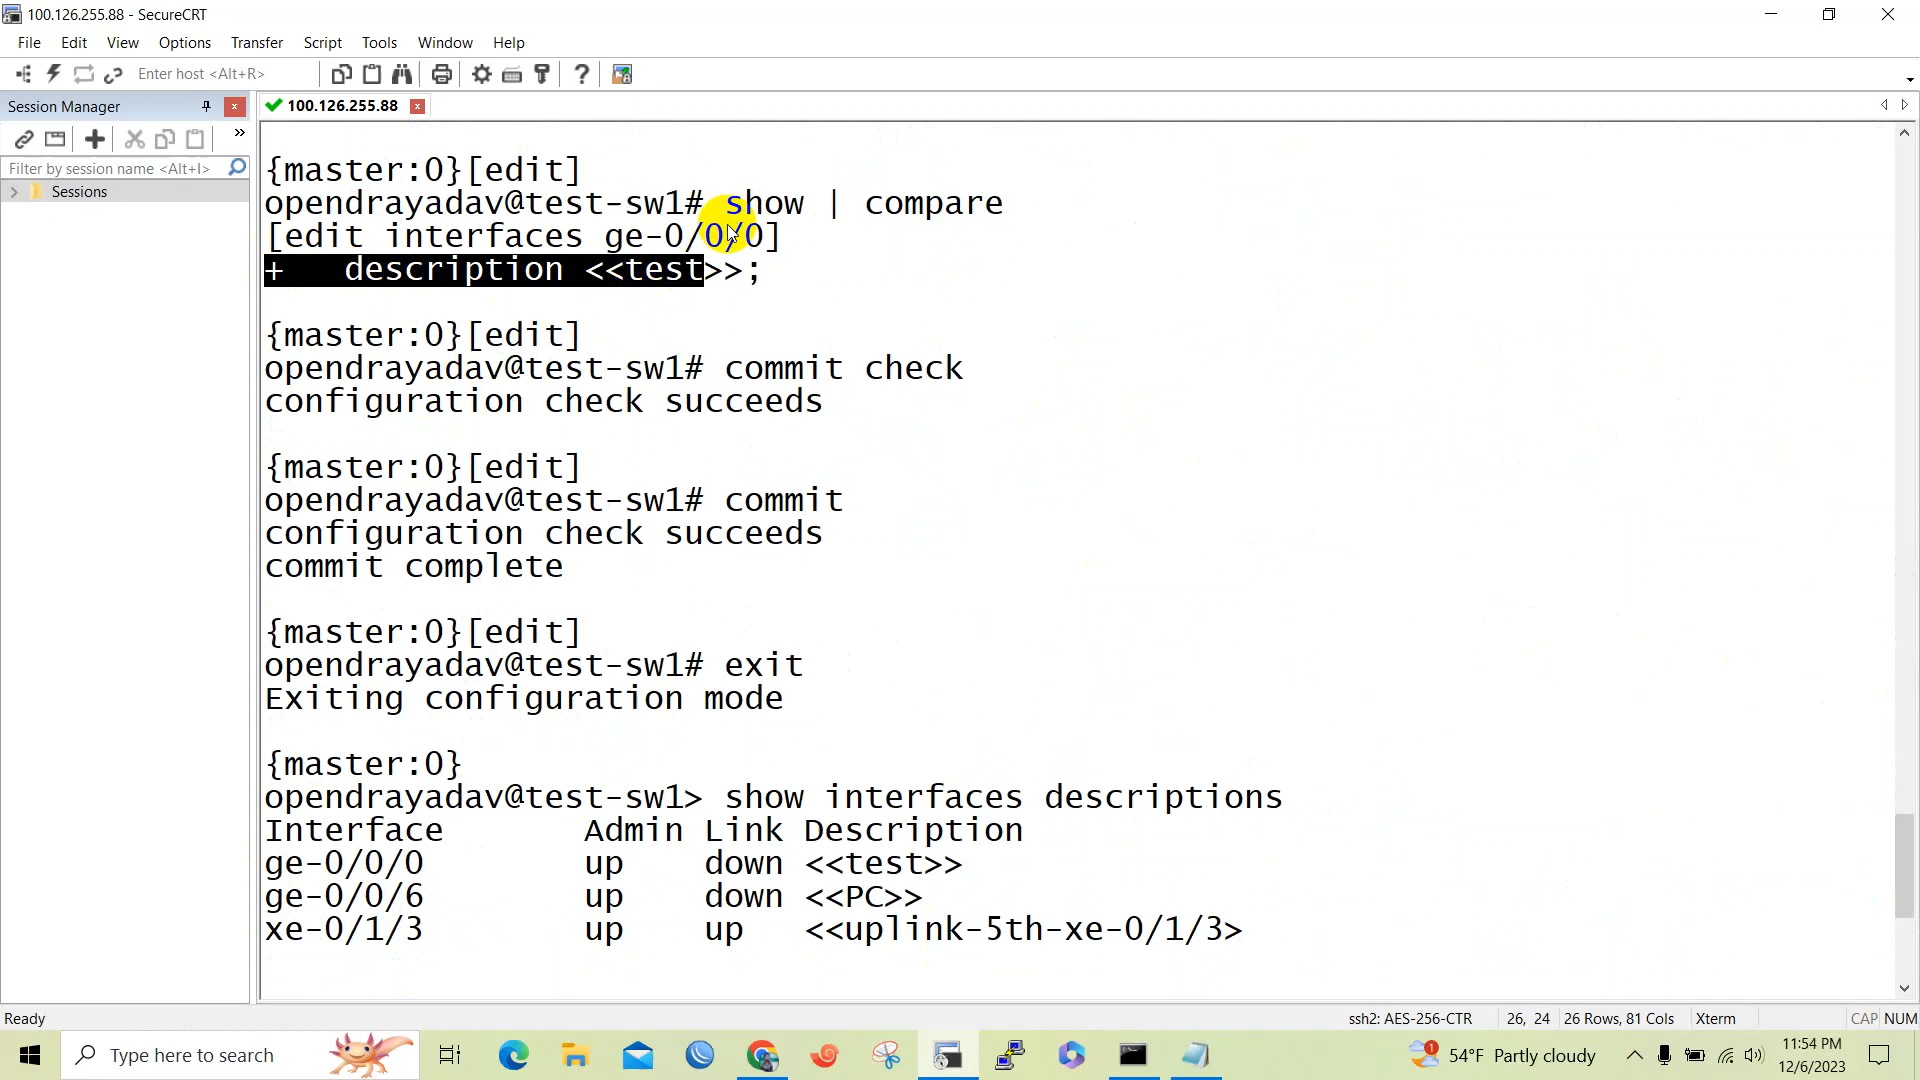 100.126.255.88 - SecureCRT
File Edit View Options Transfer Script Tools Window Help
Enter host <Alt+R>
Session Manager
100.126.255.88
Filter by session name <Alt+I>
Sessions
{master:0}[edit]
opendrayadav@test-sw1# show | compare
[edit interfaces ge-0/0/0]
+   description <<test>>;
{master:0}[edit]
opendrayadav@test-sw1# commit check
configuration check succeeds
{master:0}[edit]
opendrayadav@test-sw1# commit
configuration check succeeds
commit complete
{master:0}[edit]
opendrayadav@test-sw1# exit
Exiting configuration mode
{master:0}
opendrayadav@test-sw1> show interfaces descriptions
Interface       Admin Link Description
ge-0/0/0        up    down <<test>>
ge-0/0/6        up    down <<PC>>
xe-0/1/3        up    up   <<uplink-5th-xe-0/1/3>
Ready
ssh2: AES-256-CTR 26, 24 26 Rows, 81 Cols Xterm CAP NUM
Type here to search
1
54°F Partly cloudy
11:54 PM
12/6/2023